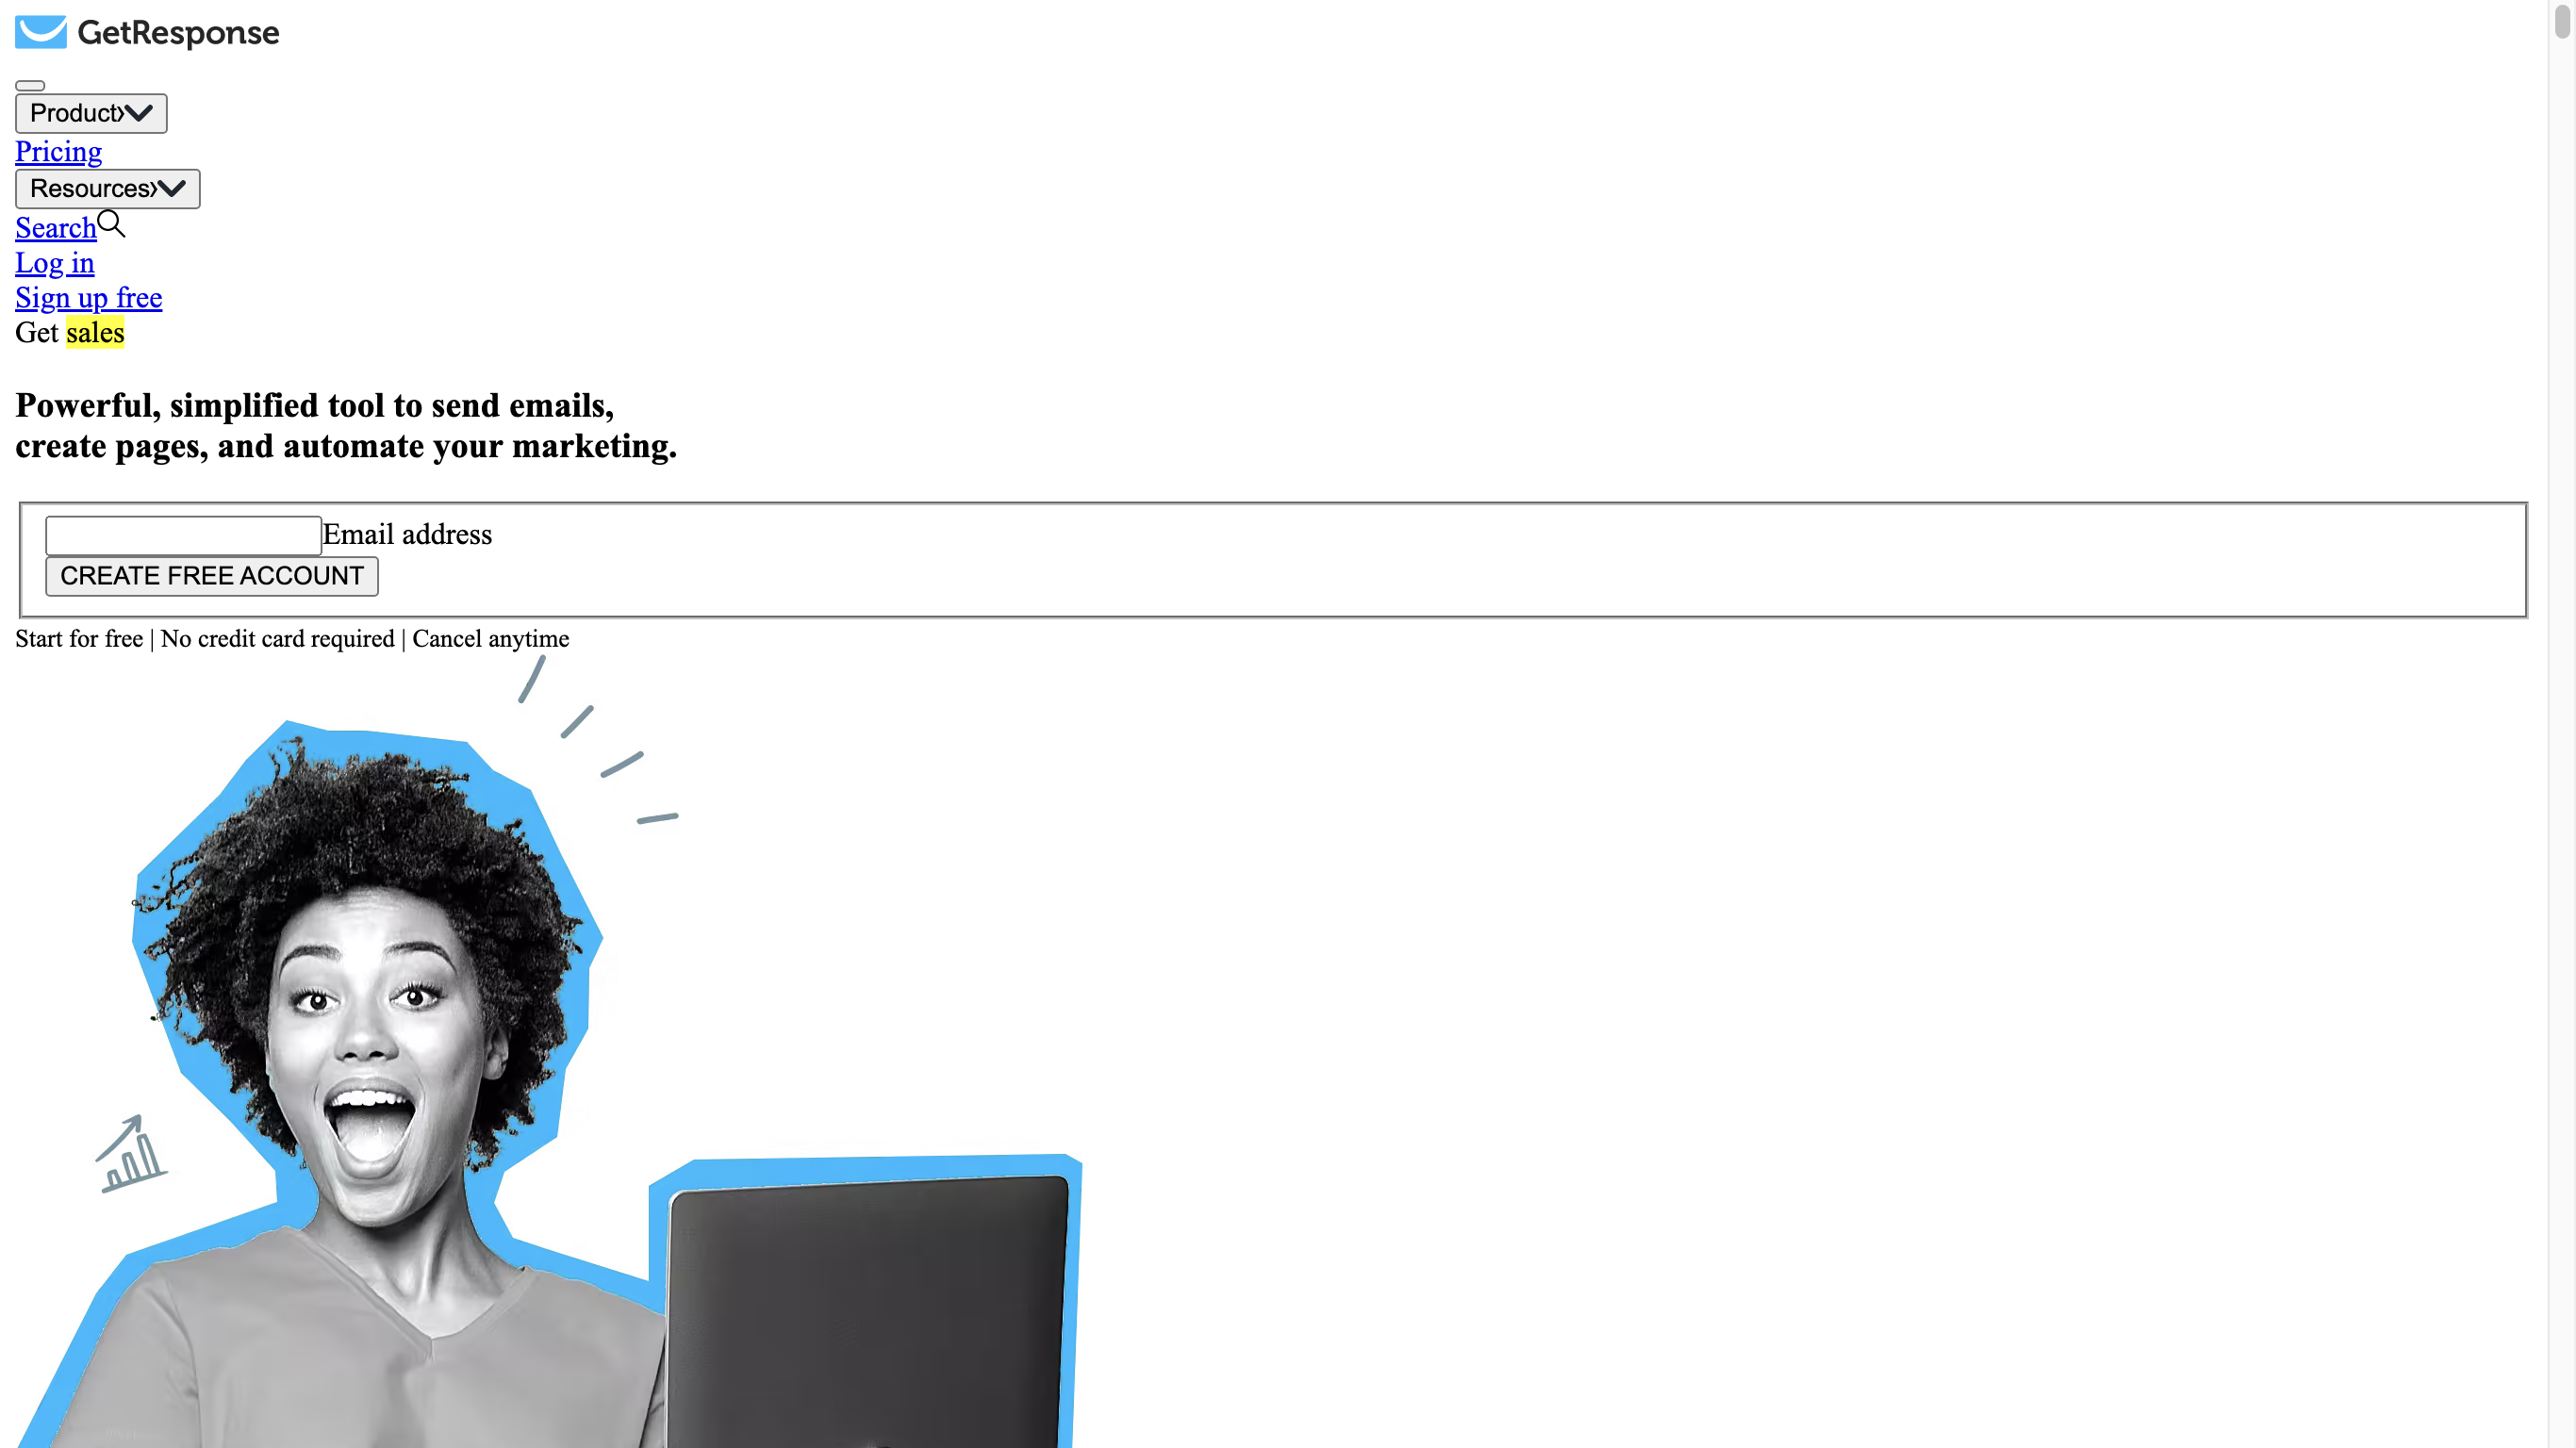 GetResponse
Product
Pricing
Resources
Search
Log in
Sign up free
Get sales
Powerful, simplified tool to send emails,
create pages, and automate your marketing.
Email address
CREATE FREE ACCOUNT
Start for free | No credit card required | Cancel anytime